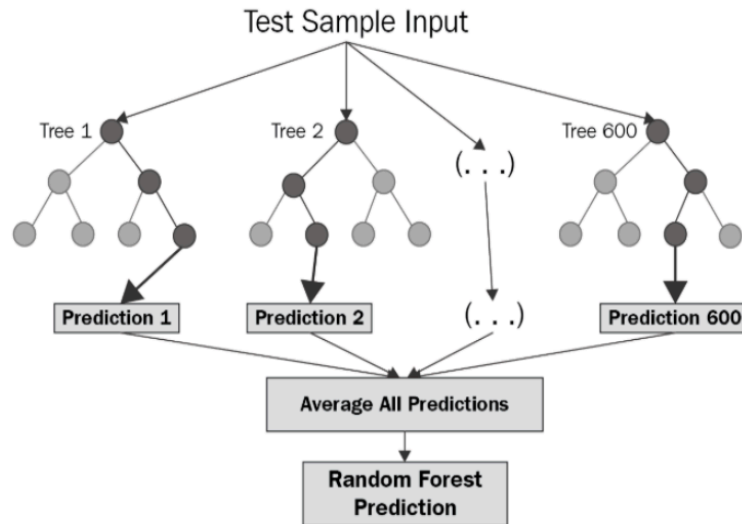 Test Sample Input
Tree 1
Tree 2
Tree 600
(. . .)
Prediction 1
Prediction 2
(. . .)
Prediction 600
Average All Predictions
Random Forest
Prediction